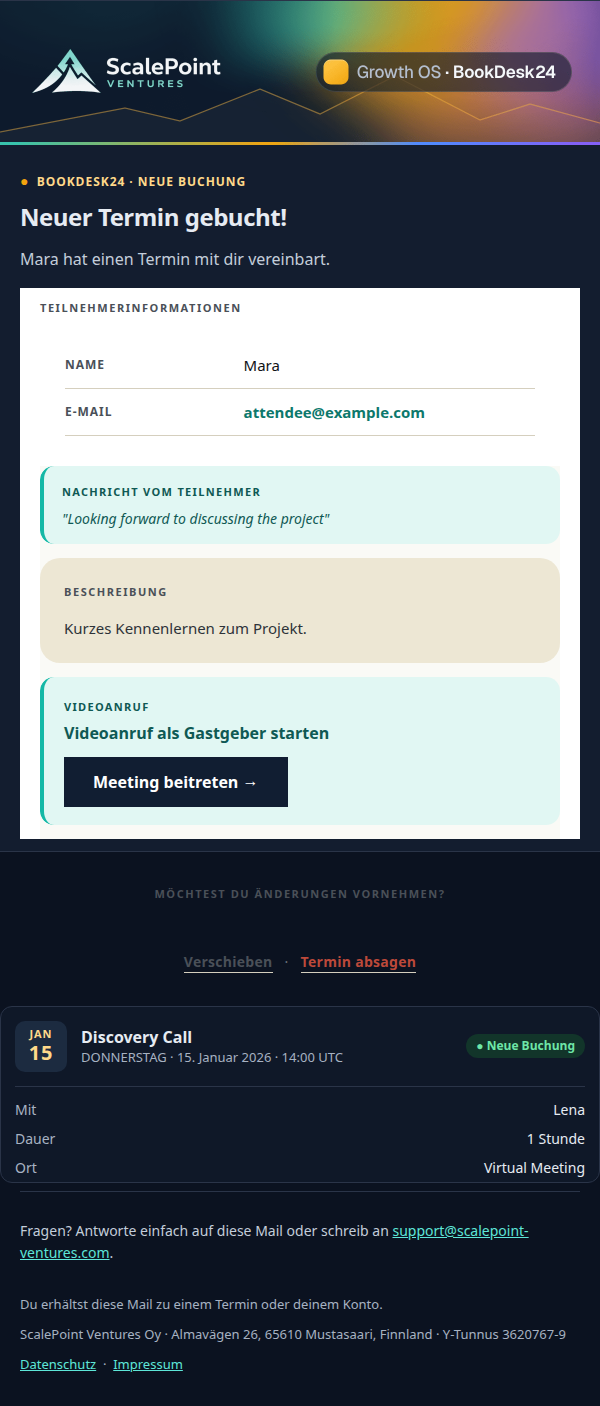 ScalePoint
VENTURES
Growth OS · BookDesk24
● BOOKDESK24 · NEUE BUCHUNG
Neuer Termin gebucht!
Mara hat einen Termin mit dir vereinbart.
TEILNEHMERINFORMATIONEN
NAME Mara
E-MAIL attendee@example.com
NACHRICHT VOM TEILNEHMER
"Looking forward to discussing the project"
BESCHREIBUNG
Kurzes Kennenlernen zum Projekt.
VIDEOANRUF
Videoanruf als Gastgeber starten
Meeting beitreten →
MÖCHTEST DU ÄNDERUNGEN VORNEHMEN?
Verschieben · Termin absagen
JAN
15
Discovery Call
DONNERSTAG · 15. Januar 2026 · 14:00 UTC
● Neue Buchung
Mit Lena
Dauer 1 Stunde
Ort Virtual Meeting
Fragen? Antworte einfach auf diese Mail oder schreib an support@scalepoint-
ventures.com.
Du erhältst diese Mail zu einem Termin oder deinem Konto.
ScalePoint Ventures Oy · Almavägen 26, 65610 Mustasaari, Finnland · Y-Tunnus 3620767-9
Datenschutz · Impressum